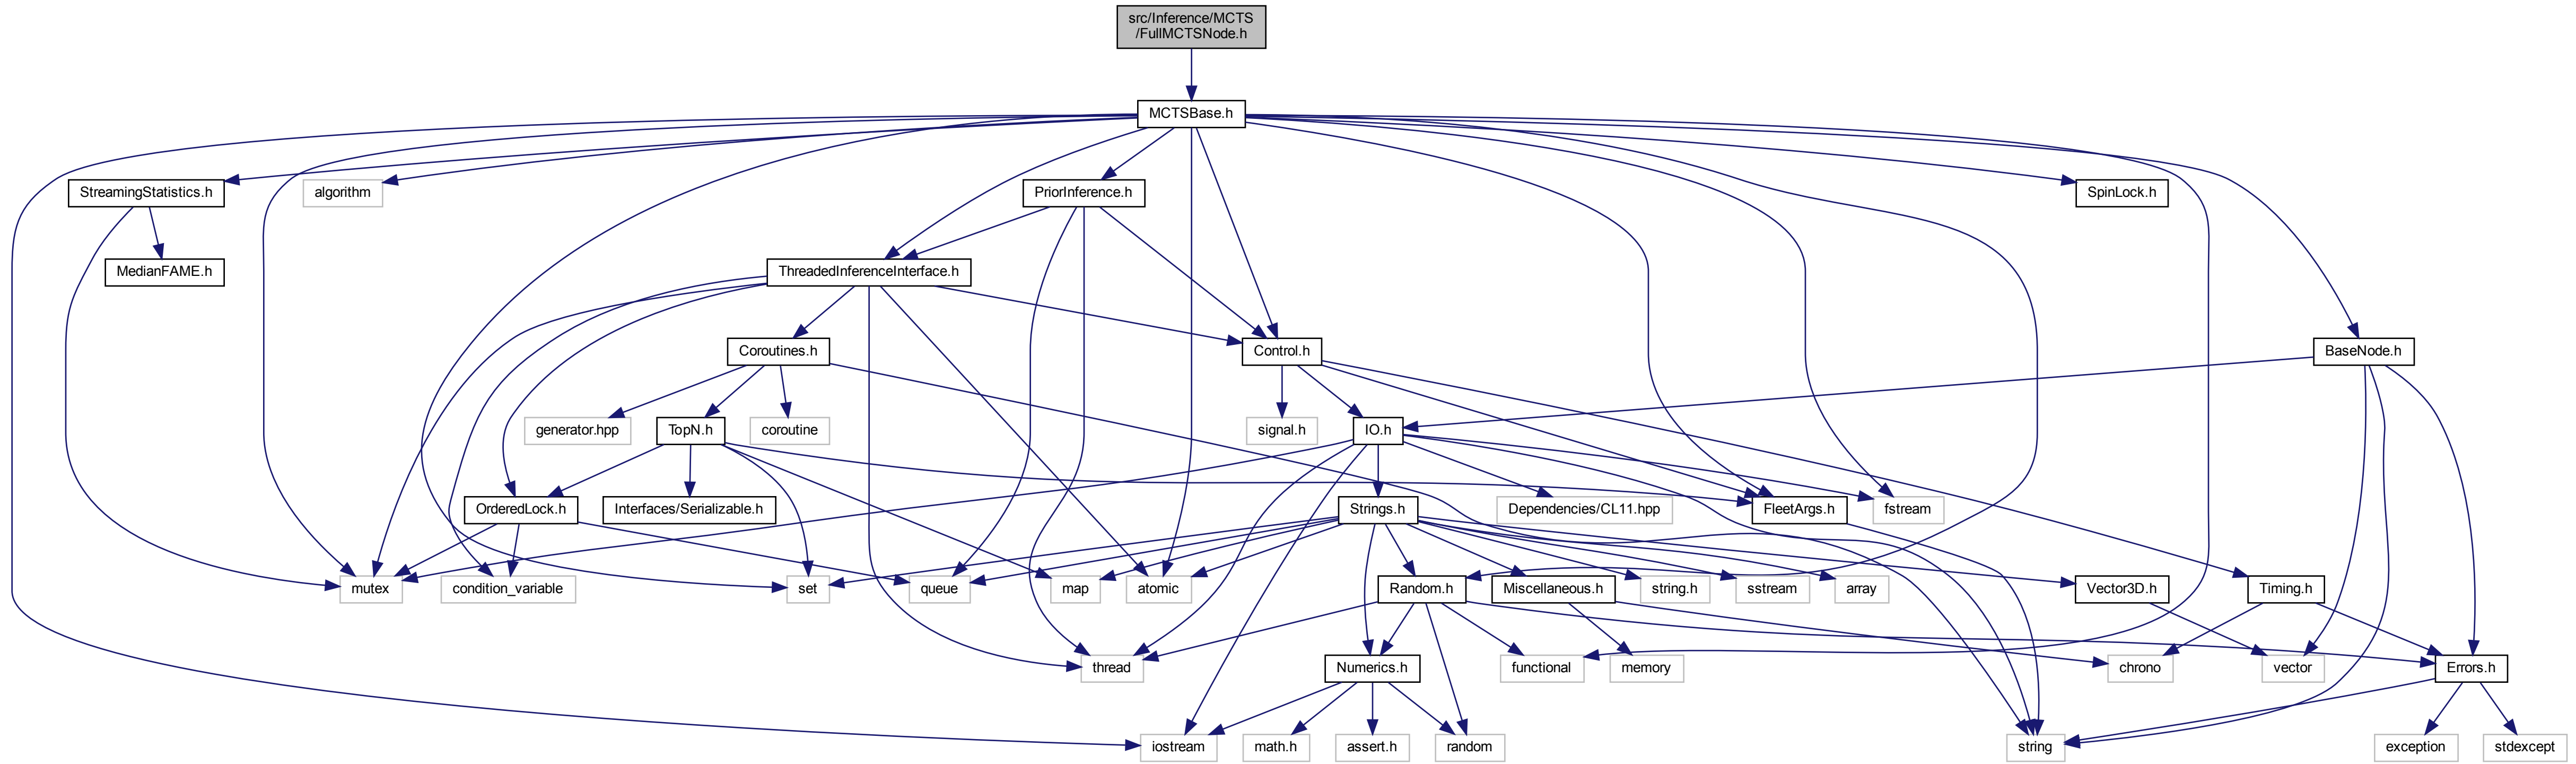 src/Inference/MCTS
/FullMCTSNode.h
MCTSBase.h
StreamingStatistics.h
algorithm
PriorInference.h
SpinLock.h
MedianFAME.h
ThreadedInferenceInterface.h
Coroutines.h
Control.h
BaseNode.h
generator.hpp
TopN.h
coroutine
signal.h
IO.h
OrderedLock.h
Interfaces/Serializable.h
Strings.h
Dependencies/CL11.hpp
FleetArgs.h
fstream
mutex
condition_variable
set
queue
map
atomic
Random.h
Miscellaneous.h
string.h
sstream
array
Vector3D.h
Timing.h
thread
Numerics.h
functional
memory
chrono
vector
Errors.h
iostream
math.h
assert.h
random
string
exception
stdexcept